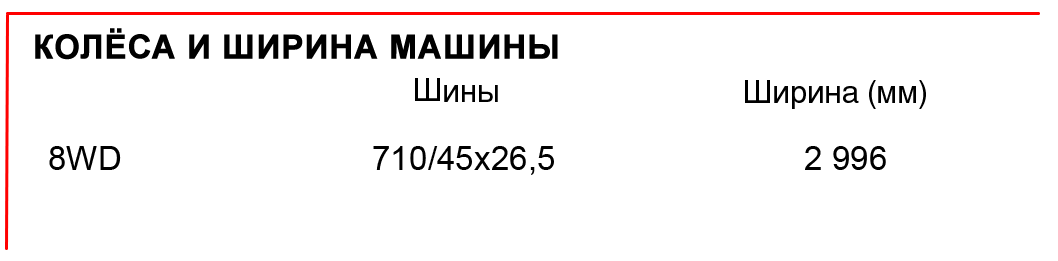 КОЛЁСА И ШИРИНА МАШИНЫ
Шины Ширина (мм)
8WD 710/45x26,5 2 996